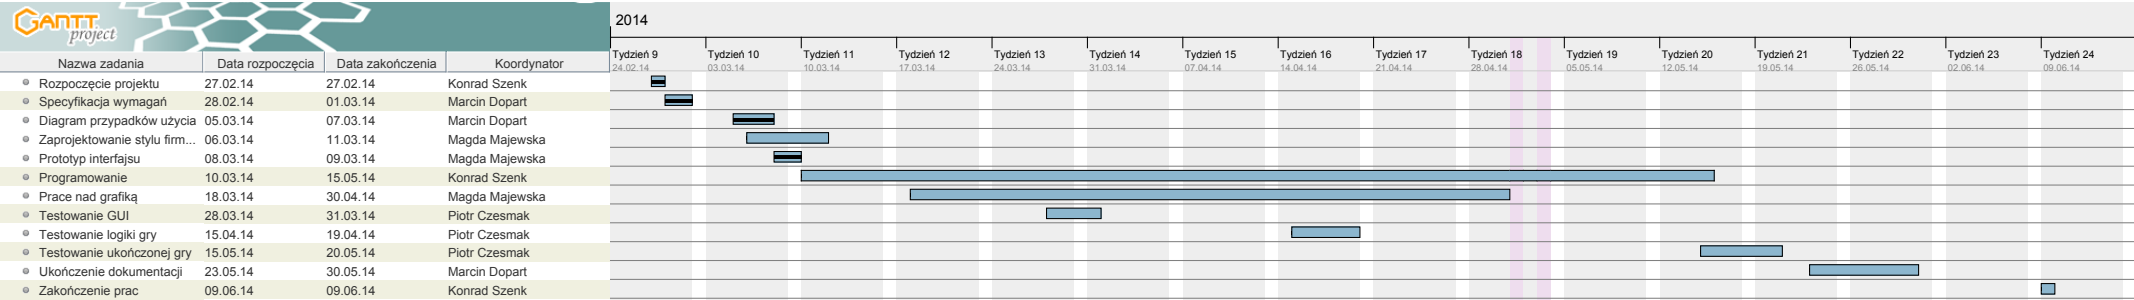 GANTT
project
2014
Tydzień 9 Tydzień 10 Tydzień 11 Tydzień 12 Tydzień 13 Tydzień 14 Tydzień 15 Tydzień 16 Tydzień 17 Tydzień 18 Tydzień 19 Tydzień 20 Tydzień 21 Tydzień 22 Tydzień 23 Tydzień 24
24.02.14 03.03.14 10.03.14 17.03.14 24.03.14 31.03.14 07.04.14 14.04.14 21.04.14 28.04.14 05.05.14 12.05.14 19.05.14 26.05.14 02.06.14 09.06.14
Nazwa zadania Data rozpoczęcia Data zakończenia Koordynator
Rozpoczęcie projektu 27.02.14 27.02.14 Konrad Szenk
Specyfikacja wymagań 28.02.14 01.03.14 Marcin Dopart
Diagram przypadków użycia 05.03.14 07.03.14 Marcin Dopart
Zaprojektowanie stylu firm... 06.03.14 11.03.14 Magda Majewska
Prototyp interfajsu 08.03.14 09.03.14 Magda Majewska
Programowanie 10.03.14 15.05.14 Konrad Szenk
Prace nad grafiką 18.03.14 30.04.14 Magda Majewska
Testowanie GUI 28.03.14 31.03.14 Piotr Czesmak
Testowanie logiki gry 15.04.14 19.04.14 Piotr Czesmak
Testowanie ukończonej gry 15.05.14 20.05.14 Piotr Czesmak
Ukończenie dokumentacji 23.05.14 30.05.14 Marcin Dopart
Zakończenie prac 09.06.14 09.06.14 Konrad Szenk